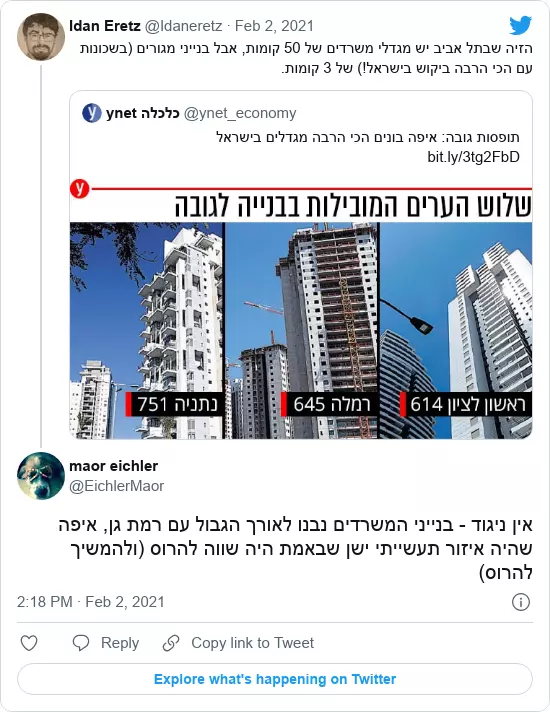 Idan Eretz @Idaneretz · Feb 2, 2021
הזיה שבתל אביב יש מגדלי משרדים של 50 קומות, אבל בנייני מגורים (בשכונות
עם הכי הרבה ביקוש בישראל!) של 3 קומות.
ynet כלכלה @ynet_economy
תופסות גובה: איפה בונים הכי הרבה מגדלים בישראל
bit.ly/3tg2FbD
y
שלוש הערים המובילות בבנייה לגובה
ראשון לציון 614
רמלה 645
נתניה 751
maor eichler
@EichlerMaor
אין ניגוד - בנייני המשרדים נבנו לאורך הגבול עם רמת גן, איפה
שהיה איזור תעשייתי ישן שבאמת היה שווה להרוס (ולהמשיך
להרוס)
2:18 PM · Feb 2, 2021
Reply Copy link to Tweet
Explore what's happening on Twitter